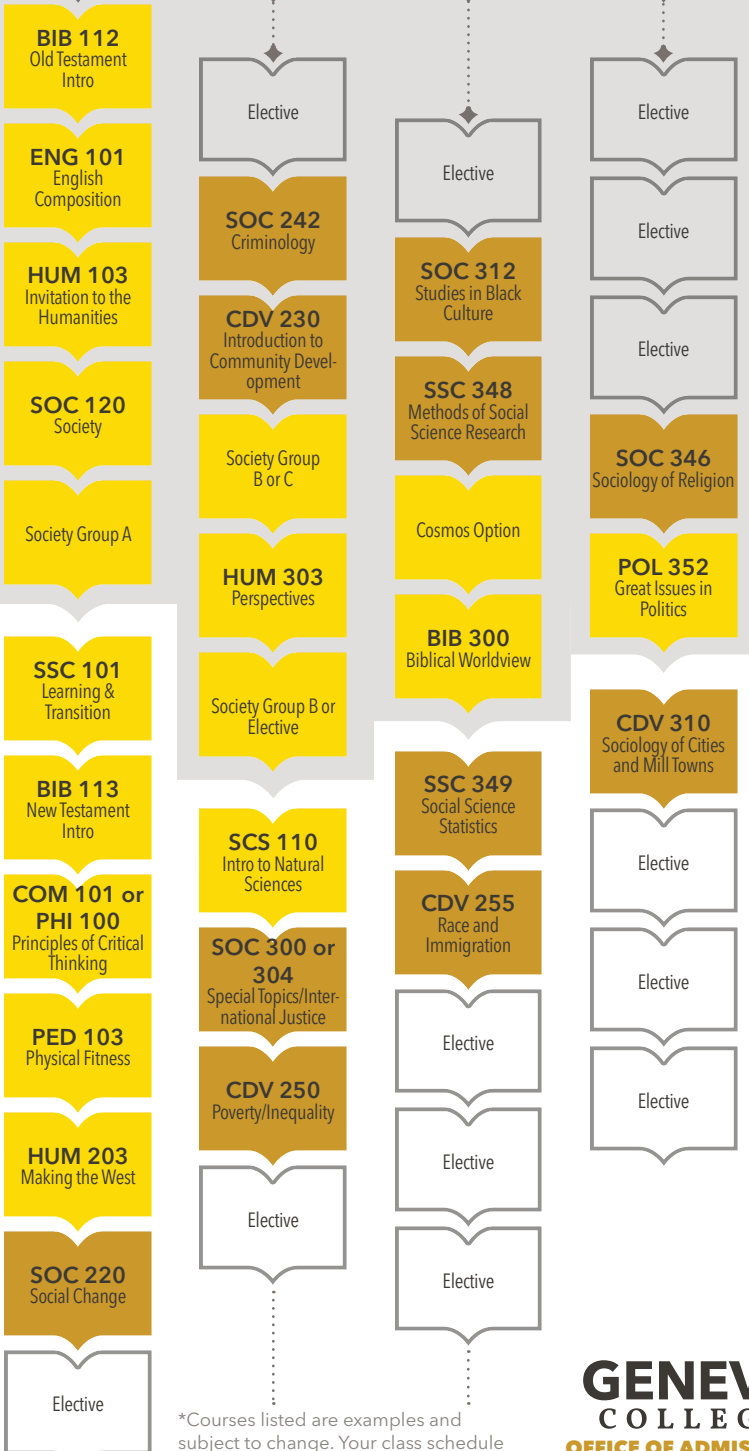 BIB 112
Old Testament
Intro
ENG 101
English
Composition
HUM 103
Invitation to the
Humanities
SOC 120
Society
Society Group A
SSC 101
Learning &
Transition
BIB 113
New Testament
Intro
COM 101 or
PHI 100
Principles of Critical
Thinking
PED 103
Physical Fitness
HUM 203
Making the West
SOC 220
Social Change
Elective
Elective
SOC 242
Criminology
CDV 230
Introduction to
Community Devel-
opment
Society Group
B or C
HUM 303
Perspectives
Society Group B or
Elective
SCS 110
Intro to Natural
Sciences
SOC 300 or
304
Special Topics/Inter-
national Justice
CDV 250
Poverty/Inequality
Elective
Elective
SOC 312
Studies in Black
Culture
SSC 348
Methods of Social
Science Research
Cosmos Option
BIB 300
Biblical Worldview
SSC 349
Social Science
Statistics
CDV 255
Race and
Immigration
Elective
Elective
Elective
Elective
Elective
Elective
SOC 346
Sociology of Religion
POL 352
Great Issues in
Politics
CDV 310
Sociology of Cities
and Mill Towns
Elective
Elective
Elective
*Courses listed are examples and
subject to change. Your class schedule
GENEV
COLLEG
OFFICE OF ADMIS